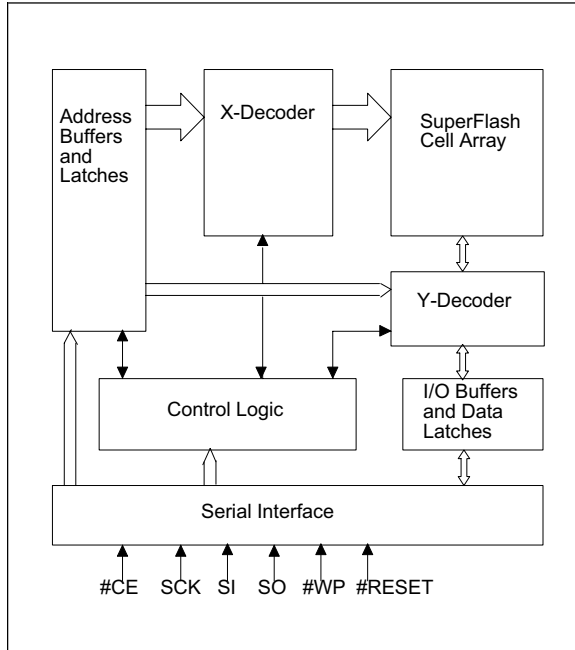 Address
Buffers
and
Latches
X-Decoder
SuperFlash
Cell Array
Y-Decoder
Control Logic
I/O Buffers
and Data
Latches
Serial Interface
#CE SCK SI SO #WP #RESET